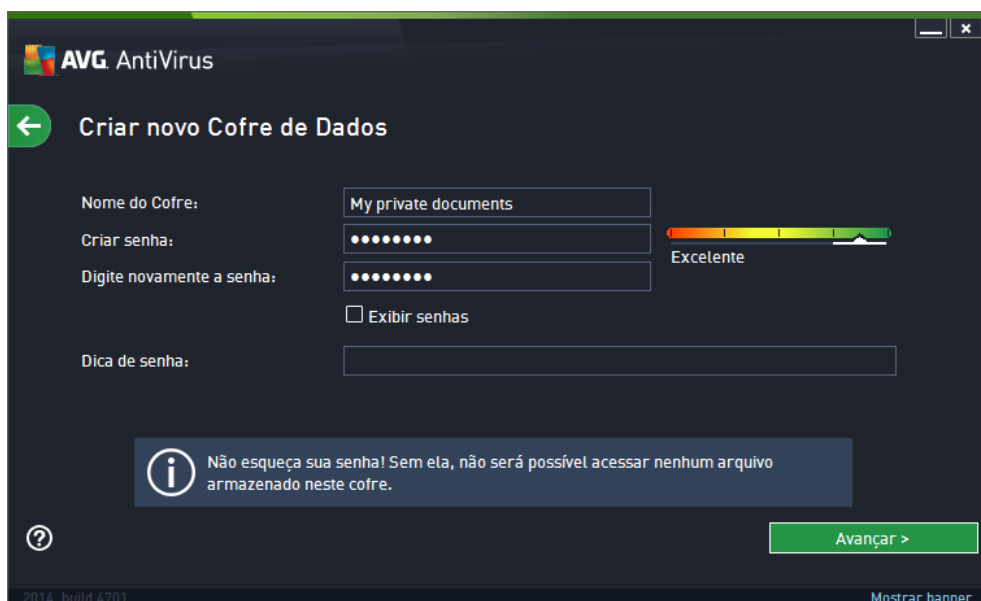 AVG. AntiVirus
Criar novo Cofre de Dados
Nome do Cofre: My private documents
Criar senha: ●●●●●●●●
Excelente
Digite novamente a senha: ●●●●●●●●
Exibir senhas
Dica de senha:
Não esqueça sua senha! Sem ela, não será possível acessar nenhum arquivo
armazenado neste cofre.
Avançar >
2014 build 4701
Mostrar banner